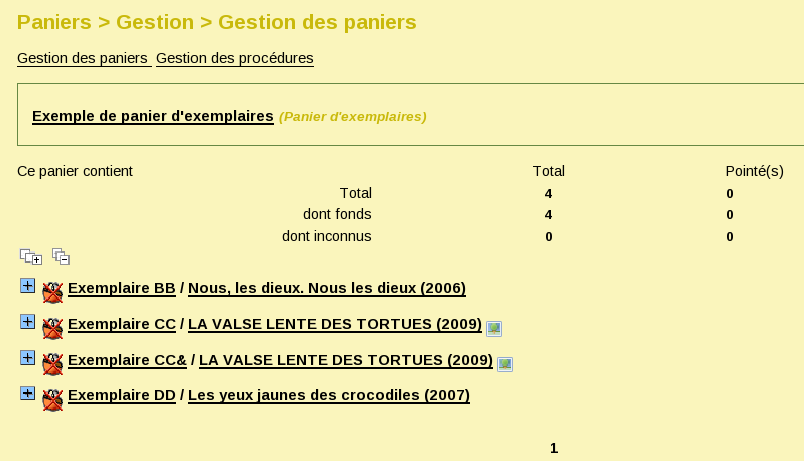 Paniers > Gestion > Gestion des paniers
Gestion des paniers Gestion des procédures
Exemple de panier d'exemplaires (Panier d'exemplaires)
Ce panier contient Total Pointé(s)
Total 4 0
dont fonds 4 0
dont inconnus 0 0
Exemplaire BB / Nous, les dieux. Nous les dieux (2006)
Exemplaire CC / LA VALSE LENTE DES TORTUES (2009)
Exemplaire CC& / LA VALSE LENTE DES TORTUES (2009)
Exemplaire DD / Les yeux jaunes des crocodiles (2007)
1